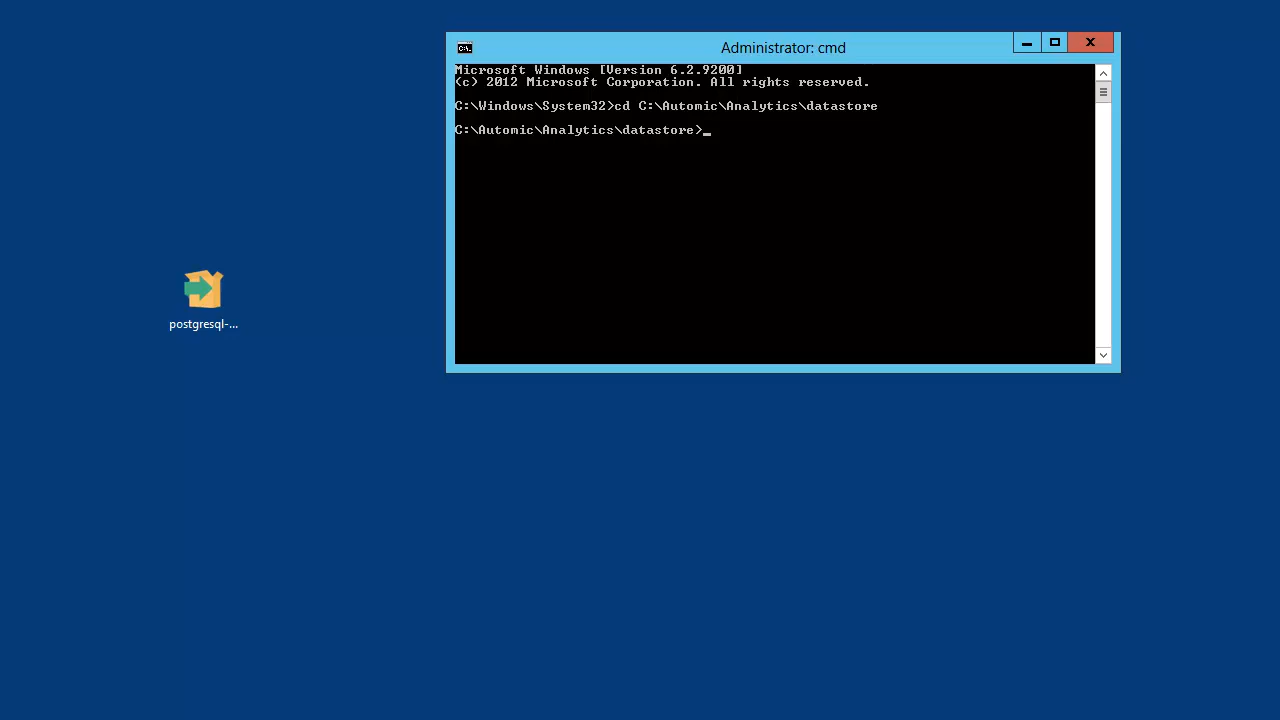 Administrator: cmd
Microsoft Windows [Version 6.2.9200]
(c) 2012 Microsoft Corporation. All rights reserved.
C:\Windows\System32>cd C:\Automic\Analytics\datastore
C:\Automic\Analytics\datastore>_
postgresql-...